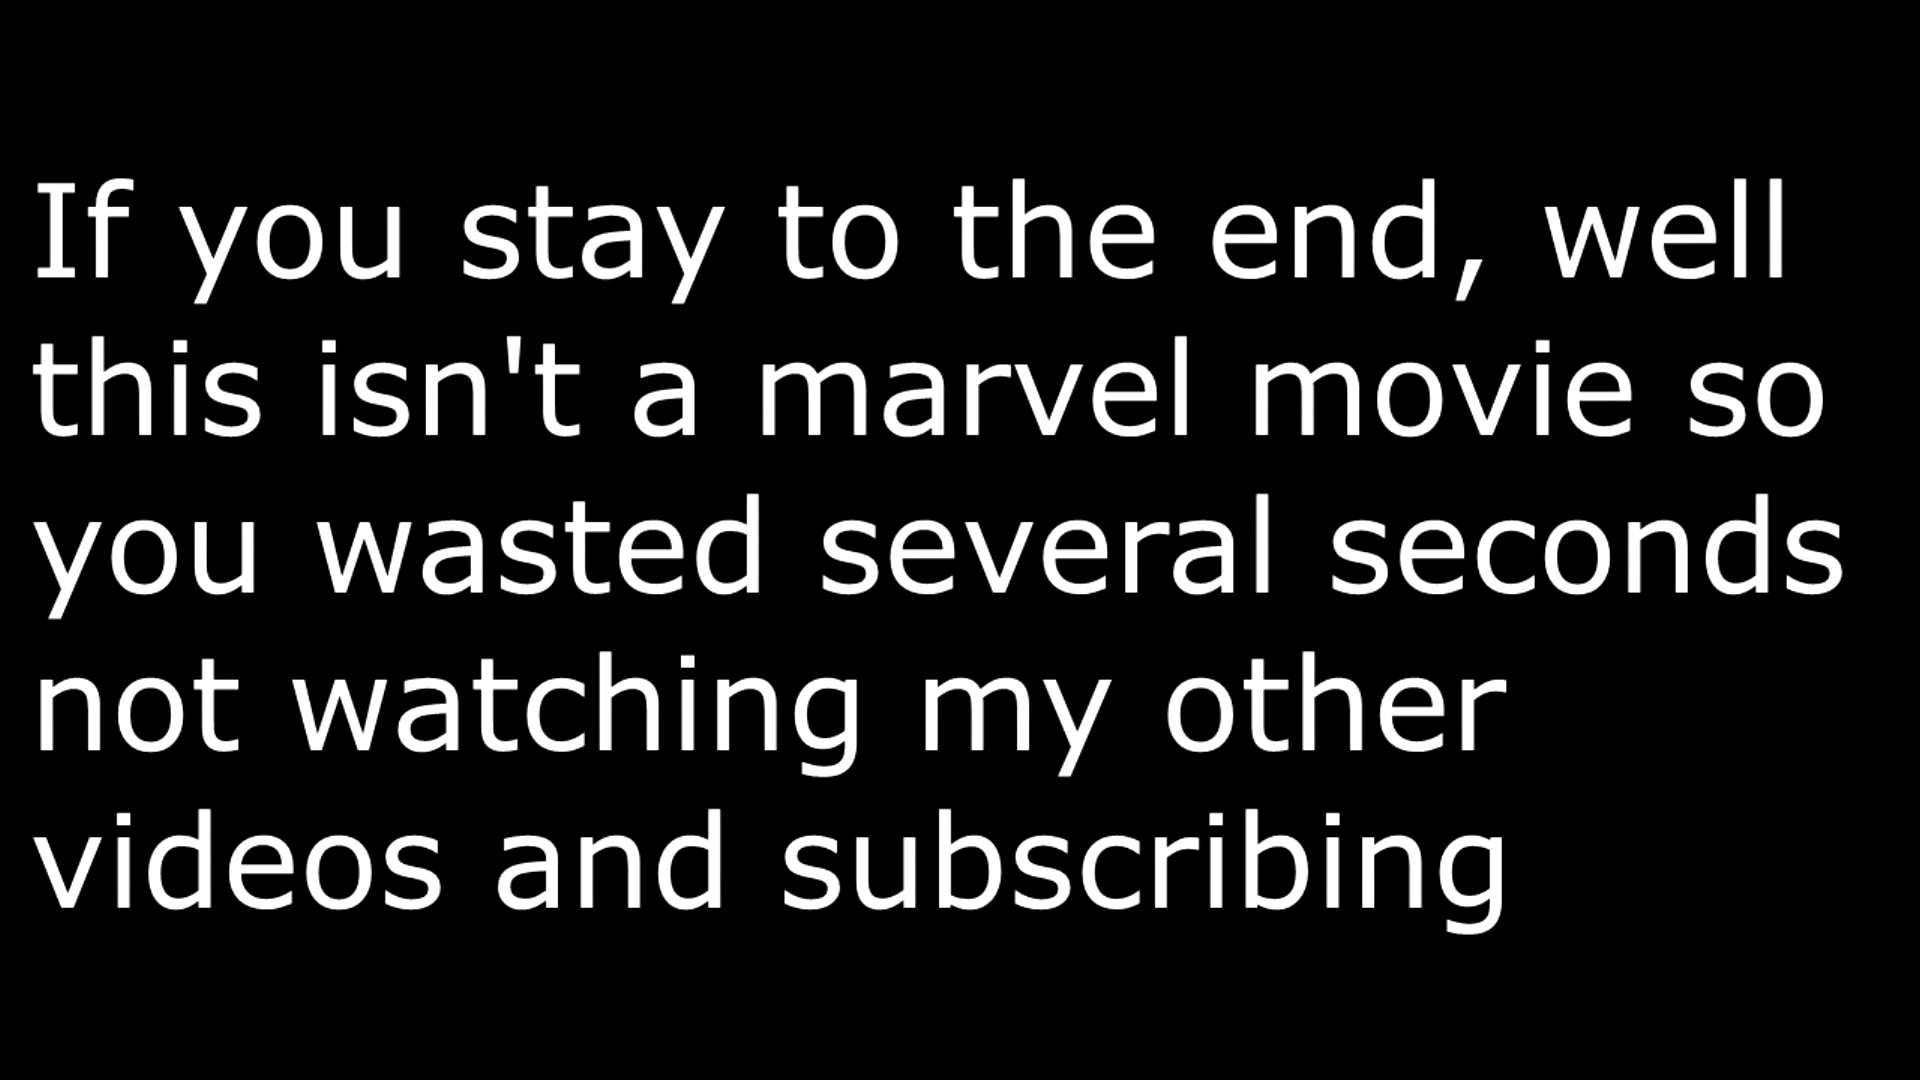 If you stay to the end, well
this isn't a marvel movie so
you wasted several seconds
not watching my other
videos and subscribing